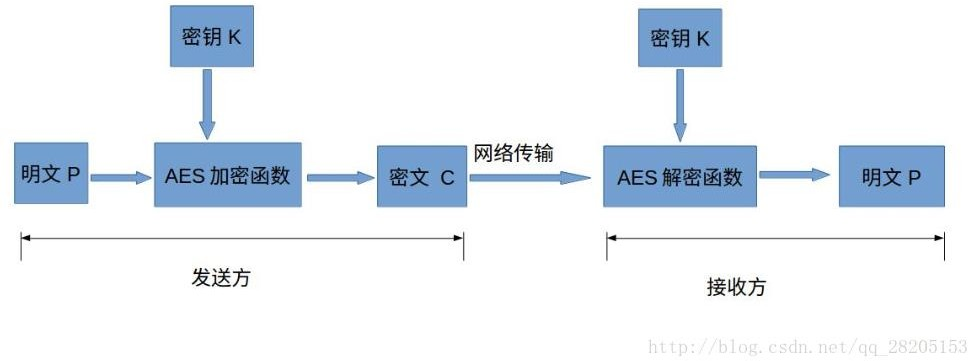 密钥 K
密钥 K
明文 P
AES 加密函数
密文 C
网络传输
AES 解密函数
明文 P
发送方
接收方
http://blog.csdn.net/qq_28205153